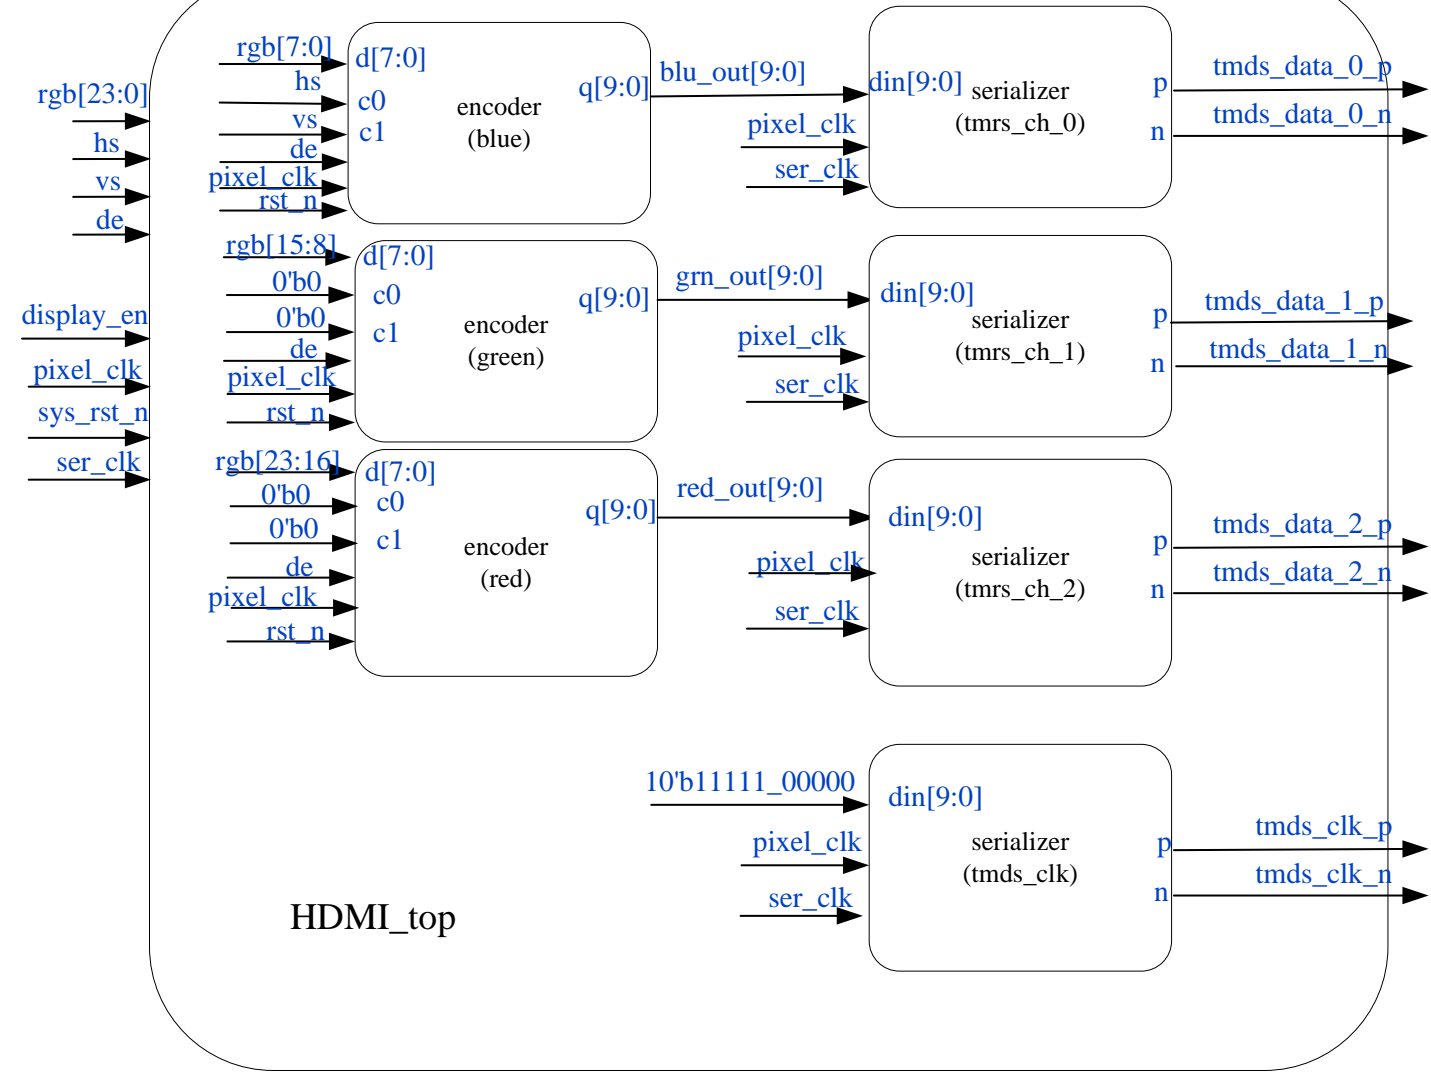 rgb[23:0]
hs
vs
de
display_en
pixel_clk
sys_rst_n
ser_clk
rgb[7:0]
hs
vs
de
pixel_clk
rst_n
d[7:0]
c0
c1
encoder
(blue)
q[9:0]
blu_out[9:0]
pixel_clk
ser_clk
din[9:0]
serializer
(tmrs_ch_0)
p
n
tmds_data_0_p
tmds_data_0_n
rgb[15:8]
0'b0
0'b0
de
pixel_clk
rst_n
d[7:0]
c0
c1
encoder
(green)
q[9:0]
grn_out[9:0]
pixel_clk
ser_clk
din[9:0]
serializer
(tmrs_ch_1)
p
n
tmds_data_1_p
tmds_data_1_n
rgb[23:16]
0'b0
0'b0
de
pixel_clk
rst_n
d[7:0]
c0
c1
encoder
(red)
q[9:0]
red_out[9:0]
pixel_clk
ser_clk
din[9:0]
serializer
(tmrs_ch_2)
p
n
tmds_data_2_p
tmds_data_2_n
10'b11111_00000
pixel_clk
ser_clk
din[9:0]
serializer
(tmds_clk)
p
n
tmds_clk_p
tmds_clk_n
HDMI_top